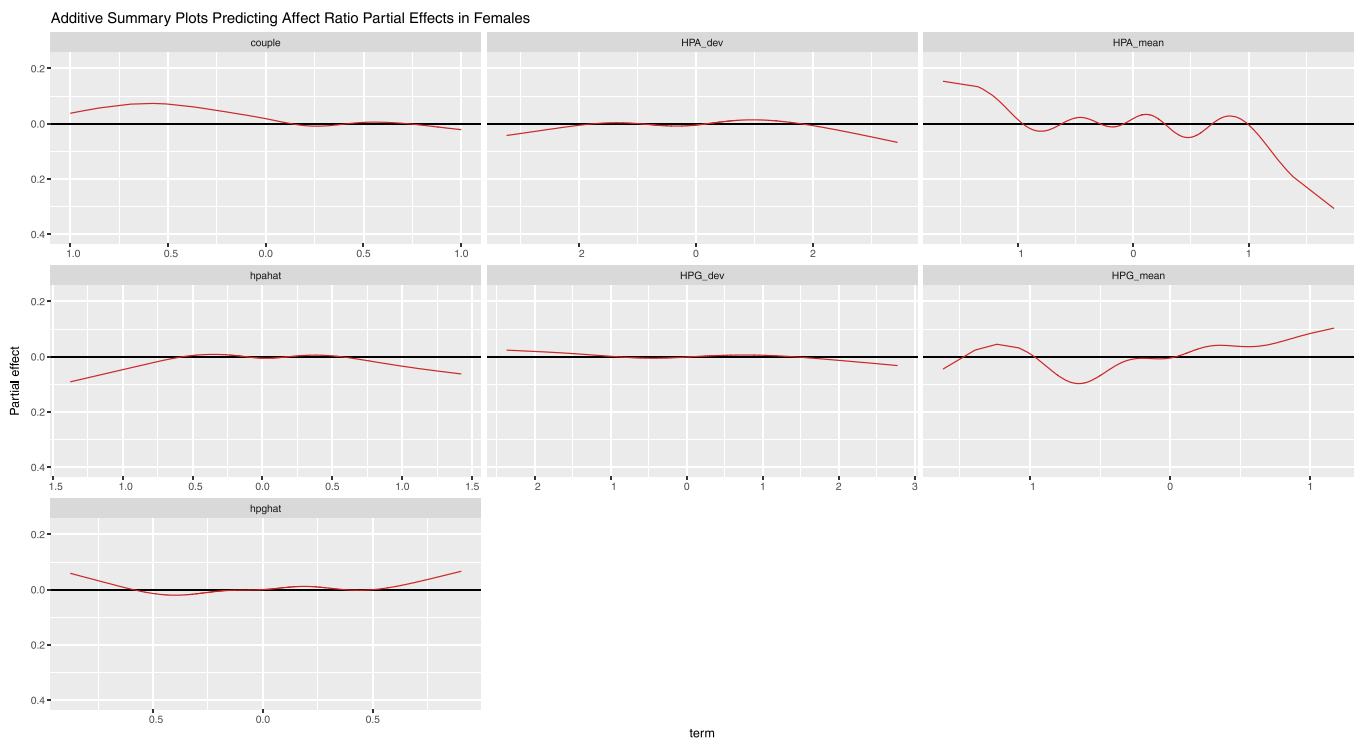 Additive Summary Plots Predicting Affect Ratio Partial Effects in Females
couple HPA_dev HPA_mean
0.2
0.0
0.2
0.4
1.0 0.5 0.0 0.5 1.0 2 0 2 1 0 1
hpahat HPG_dev HPG_mean
0.2
0.0
0.2
0.4
1.5 1.0 0.5 0.0 0.5 1.0 1.5 2 1 0 1 2 3 1 0 1
Partial effect
hpghat
0.2
0.0
0.2
0.4
0.5 0.0 0.5
term